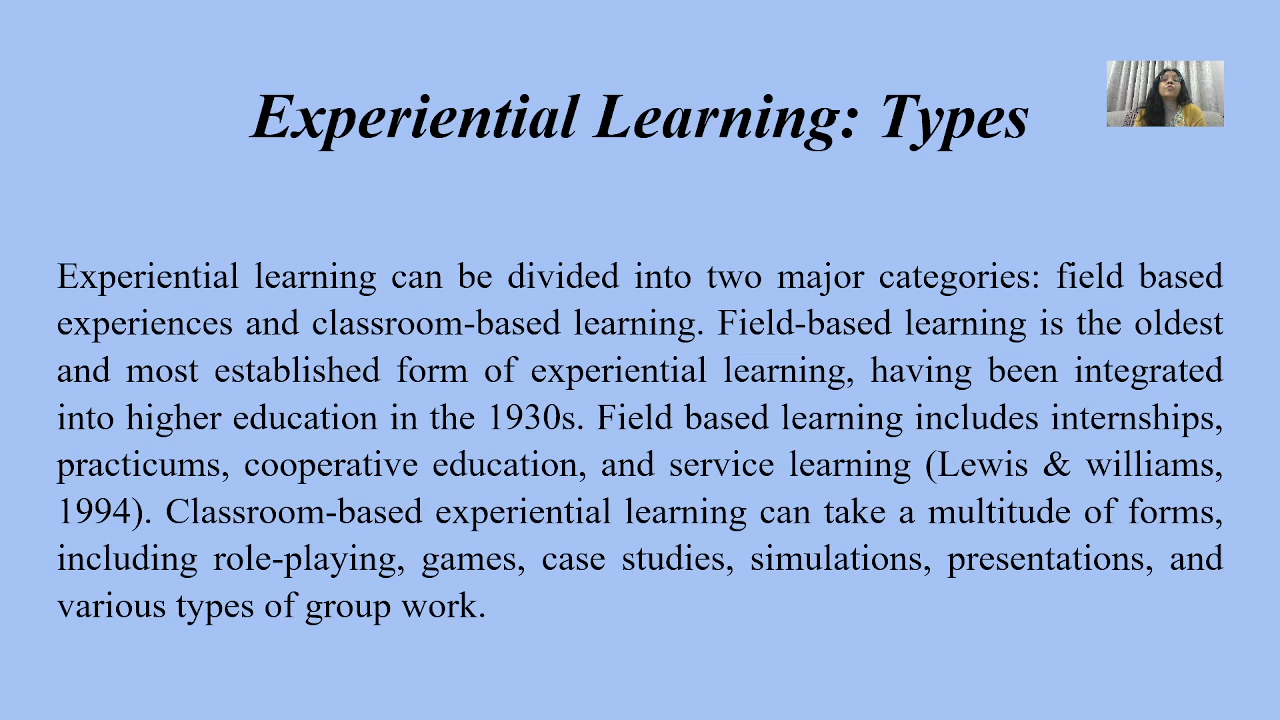 Experiential Learning: Types
Experiential learning can be divided into two major categories: field based
experiences and classroom-based learning. Field-based learning is the oldest
and most established form of experiential learning, having been integrated
into higher education in the 1930s. Field based learning includes internships,
practicums, cooperative education, and service learning (Lewis & williams,
1994). Classroom-based experiential learning can take a multitude of forms,
including role-playing, games, case studies, simulations, presentations, and
various types of group work.